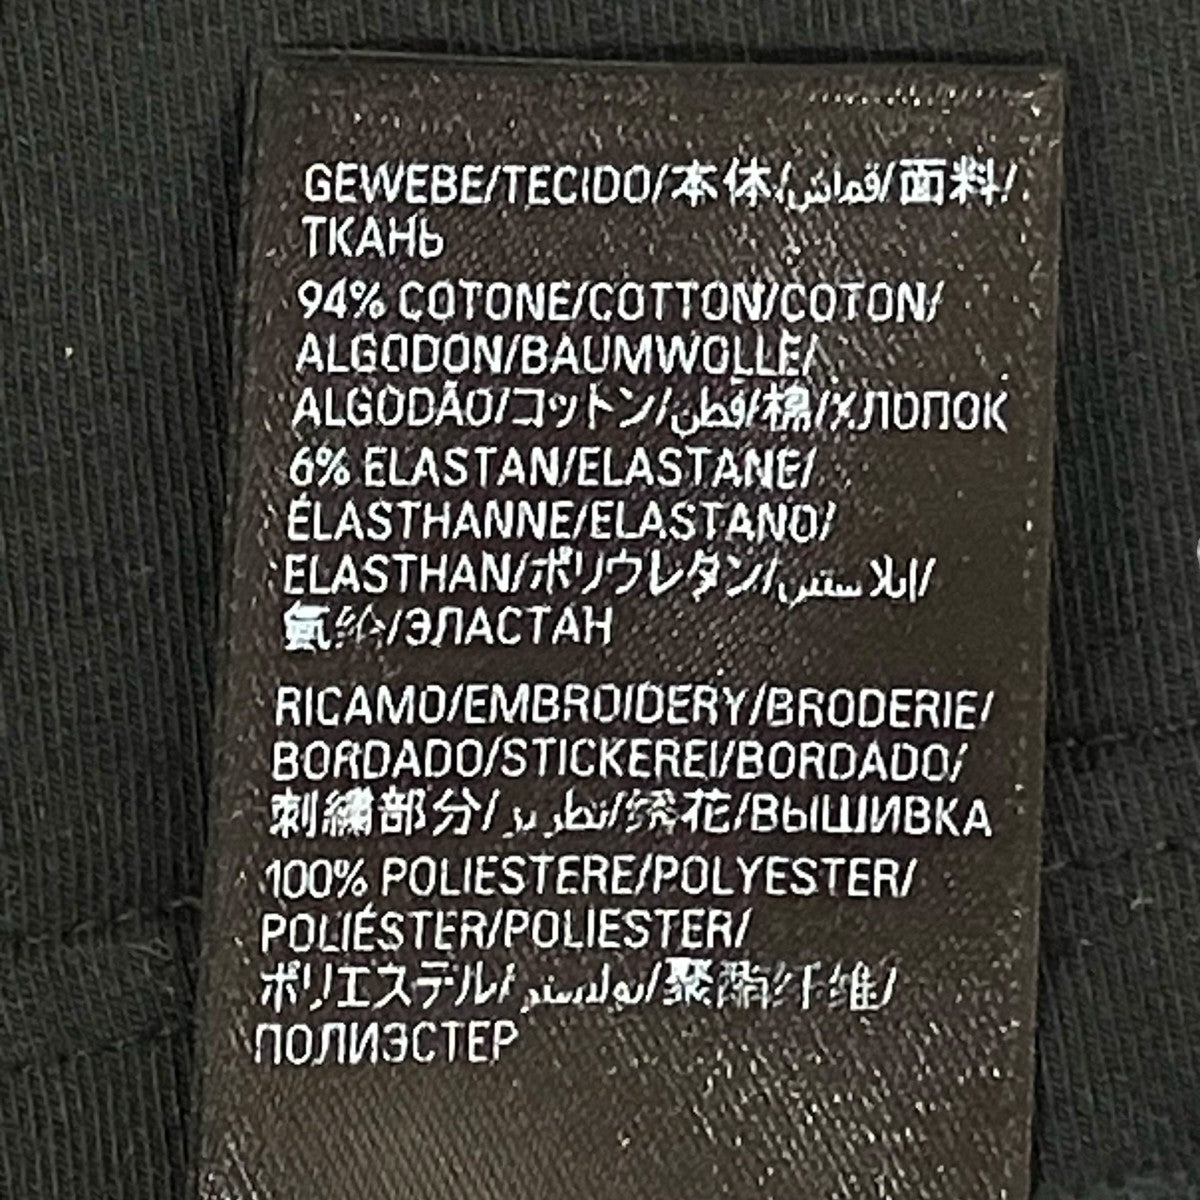 GEWEBE/TECIDO/本体/قماش/面料/
ТКАНЬ
94% COTONE/COTTON/COTON/
ALGODON/BAUMWOLLE/
ALGODÃO/コットン/قطن/棉/ХЛОПОК
6% ELASTAN/ELASTANE/
ÉLASTHANNE/ELASTANO/
ELASTHAN/ポリウレタン/إيلاستين/
氨纶/ЭЛАСТАН
RICAMO/EMBROIDERY/BRODERIE/
BORDADO/STICKEREI/BORDADO/
刺繍部分/تطريز/绣花/ВЫШИВКА
100% POLIESTERE/POLYESTER/
POLIÉSTER/POLIESTER/
ポリエステル/بوليستر/聚酯纤维/
ПОЛИЭСТЕР